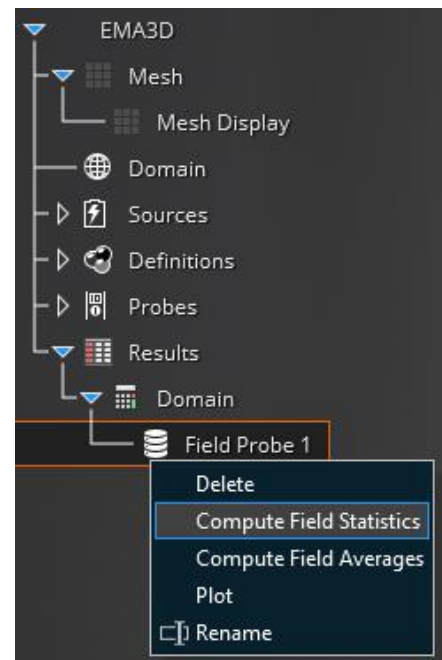 EMA3D
Mesh
Mesh Display
Domain
Sources
Definitions
Probes
Results
Domain
Field Probe 1
Delete
Compute Field Statistics
Compute Field Averages
Plot
Rename